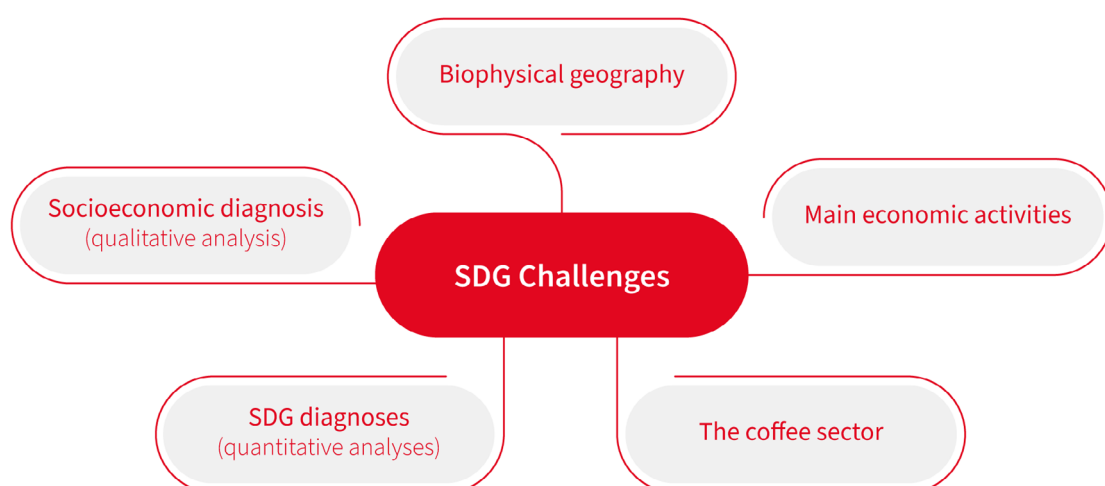 Biophysical geography
Socioeconomic diagnosis
(qualitative analysis)
Main economic activities
SDG Challenges
SDG diagnoses
(quantitative analyses)
The coffee sector